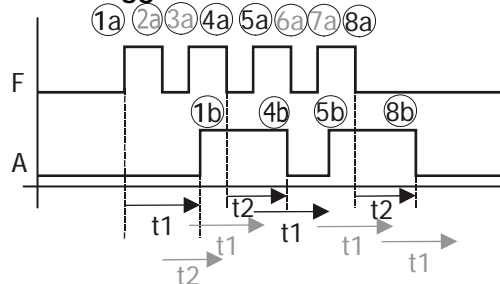 1a 2a 3a 4a 5a 6a 7a 8a
F
1b 4b 5b 8b
A
t1 t2 t1 t2
t1 t1 t1
t2